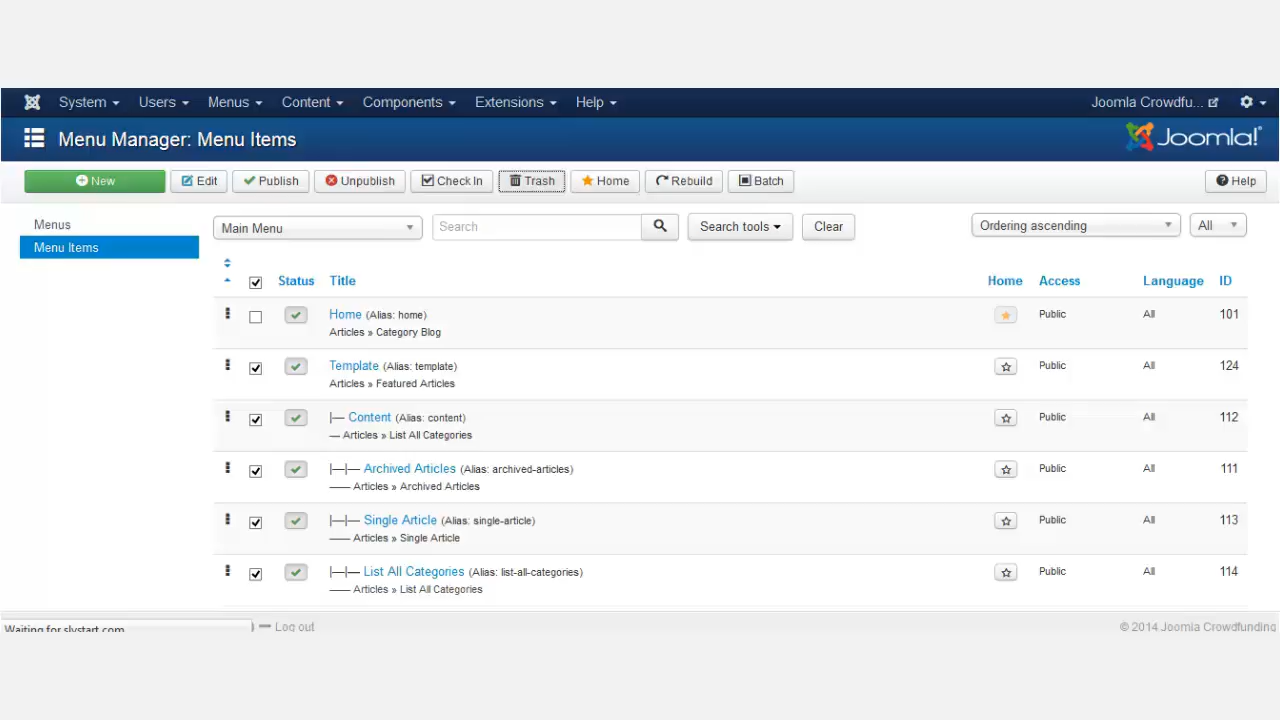 System Users Menus Content Components Extensions Help Joomla Crowdfu...
Menu Manager: Menu Items Joomla!®
New Edit Publish Unpublish Check In Trash Home Rebuild Batch Help
Menus
Menu Items
Main Menu Search Search tools Clear Ordering ascending All
Status Title Home Access Language ID
Home (Alias: home) Public All 101
Articles » Category Blog
Template (Alias: template) Public All 124
Articles » Featured Articles
|— Content (Alias: content) Public All 112
— Articles » List All Categories
|—|— Archived Articles (Alias: archived-articles) Public All 111
—— Articles » Archived Articles
|—|— Single Article (Alias: single-article) Public All 113
—— Articles » Single Article
|—|— List All Categories (Alias: list-all-categories) Public All 114
—— Articles » List All Categories
Waiting for slystart.com — Log out © 2014 Joomla Crowdfunding